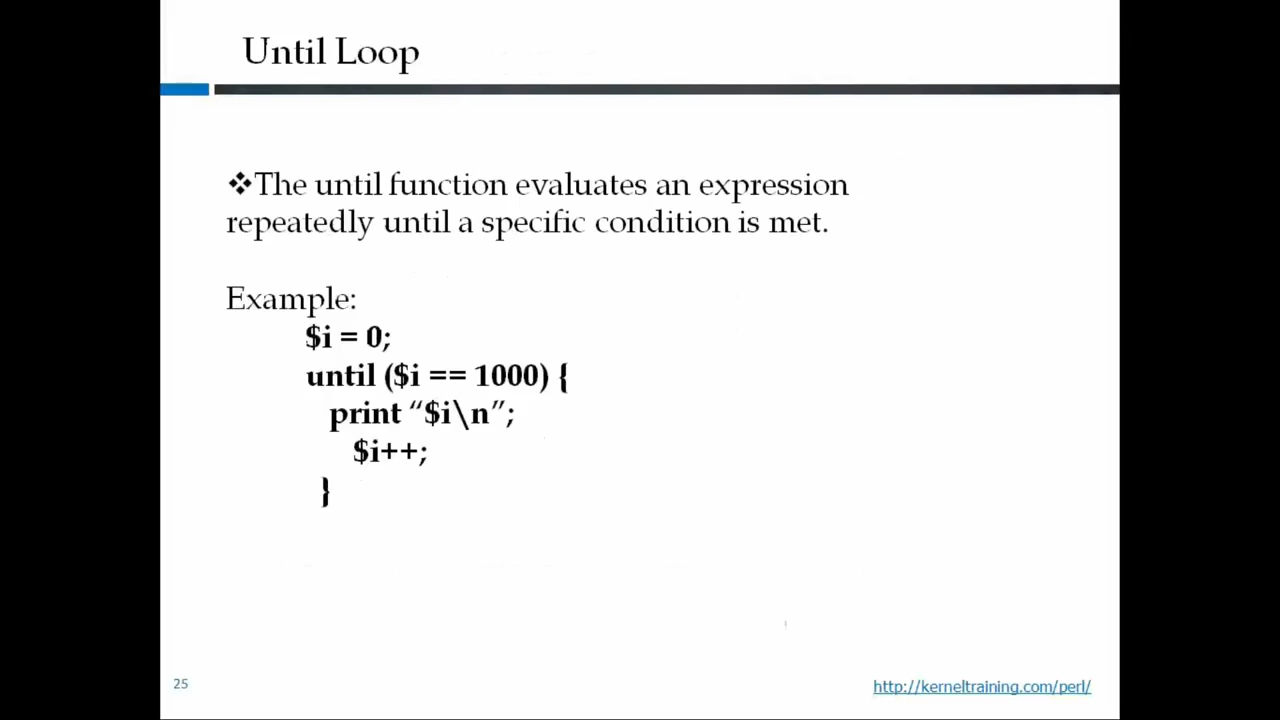 Until Loop
❖The until function evaluates an expression
repeatedly until a specific condition is met.
Example:
$i = 0;
until ($i == 1000) {
print “$i\n”;
$i++;
}
25
http://kerneltraining.com/perl/